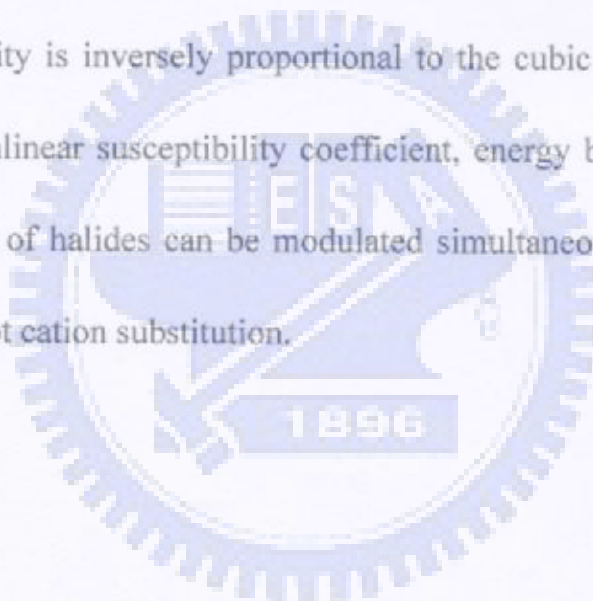 ity is inversely proportional to the cubic
nlinear susceptibility coefficient, energy b
of halides can be modulated simultaneo
ot cation substitution.
E S A
1896